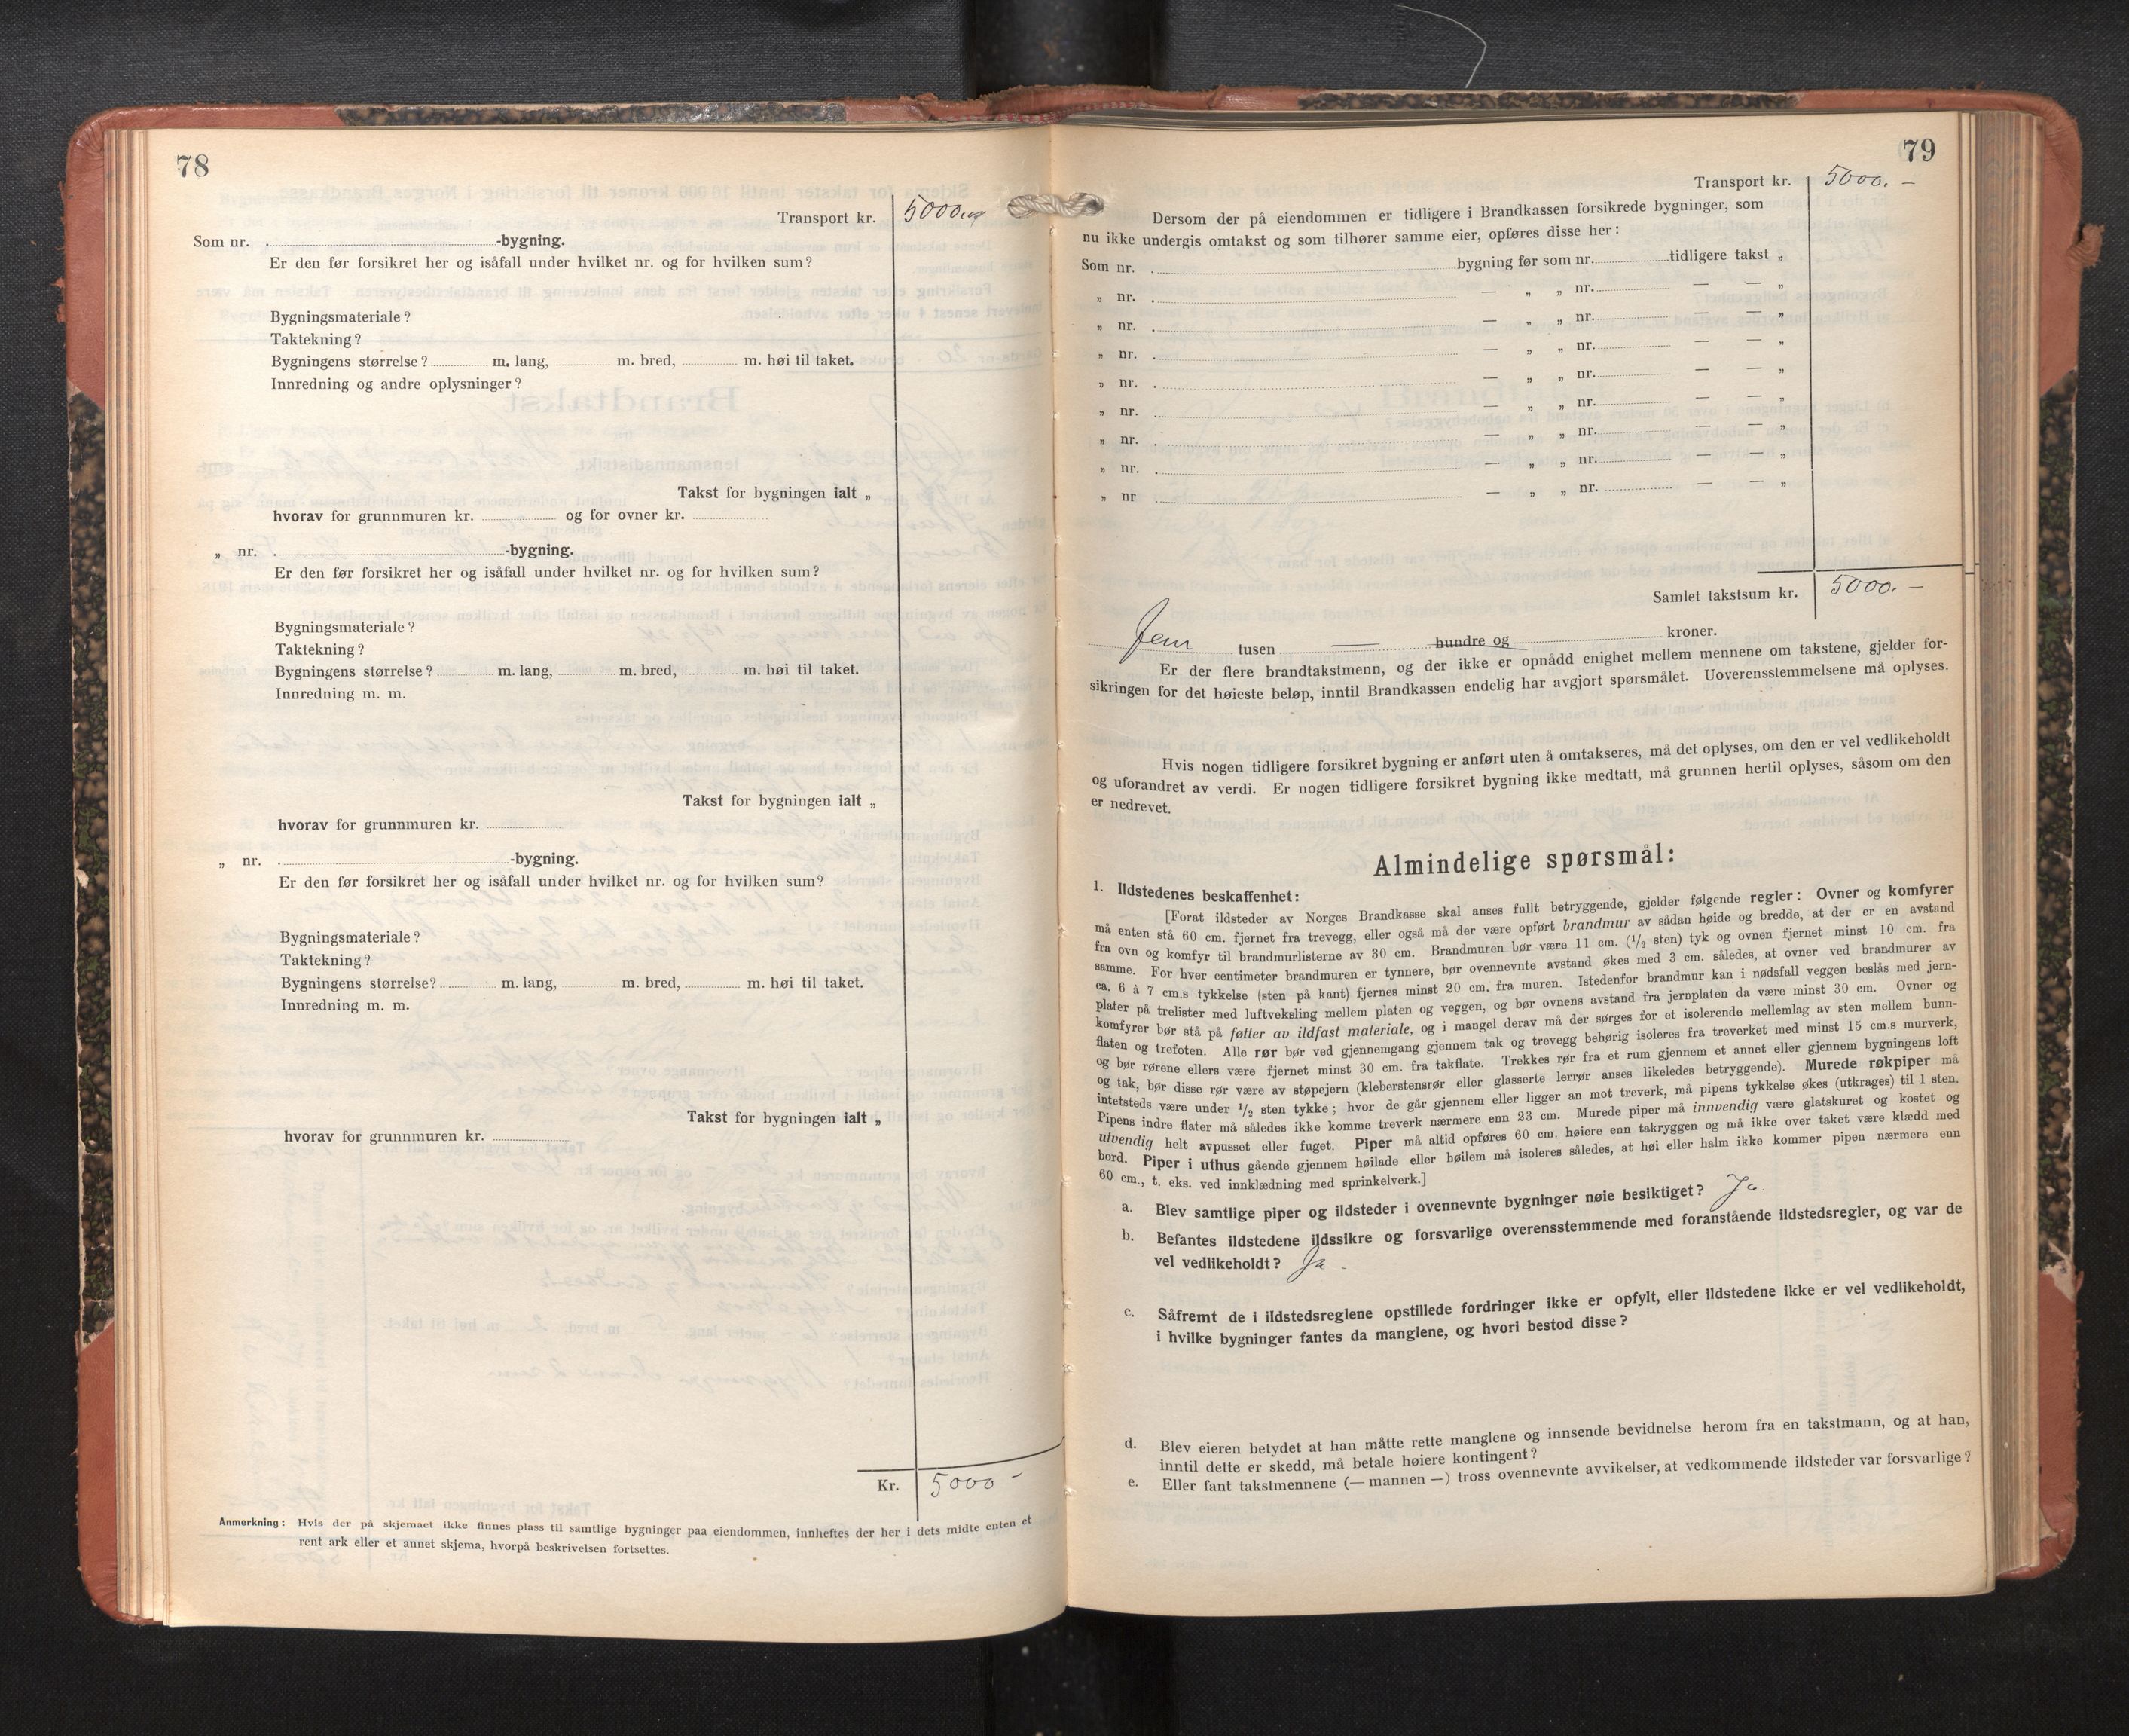 78
Transport kr. 5000,00
Som nr. -bygning.
Er den før forsikret her og isåfall under hvilket nr. og for hvilken sum?
Bygningsmateriale?
Taktekning?
Bygningens størrelse? m. lang, m. bred, m. høi til taket.
Innredning og andre oplysninger?
Takst for bygningen ialt „
hvorav for grunnmuren kr. og for ovner kr.
„ nr. -bygning.
Er den før forsikret her og isåfall under hvilket nr. og for hvilken sum?
Bygningsmateriale?
Taktekning?
Bygningens størrelse? m. lang, m. bred, m. høi til taket.
Innredning m. m.
Takst for bygningen ialt „
hvorav for grunnmuren kr.
„ nr. -bygning.
Er den før forsikret her og isåfall under hvilket nr. og for hvilken sum?
Bygningsmateriale?
Taktekning?
Bygningens størrelse? m. lang, m. bred, m. høi til taket.
Innredning m. m.
Takst for bygningen ialt „
hvorav for grunnmuren kr.
Kr. 5000 -
Anmerkning: Hvis der på skjemaet ikke finnes plass til samtlige bygninger paa eiendommen, innheftes der her i dets midte enten et
rent ark eller et annet skjema, hvorpå beskrivelsen fortsettes.
79
Transport kr. 5000. -
Dersom der på eiendommen er tidligere i Brandkassen forsikrede bygninger, som
nu ikke undergis omtakst og som tilhører samme eier, opføres disse her:
Som nr. bygning før som nr. tidligere takst „
„ nr. — „ „ nr. — — „
„ nr. — „ „ nr. — — „
„ nr. — „ „ nr. — — „
„ nr. — „ „ nr. — — „
„ nr. — „ „ nr. — — „
„ nr. — „ „ nr. — — „
„ nr. — „ „ nr. — — „
„ nr — „ „ nr. — — „
Samlet takstsum kr. 5000. -
Fem tusen — hundre og kroner.
Er der flere brandtakstmenn, og der ikke er opnådd enighet mellem mennene om takstene, gjelder for-
sikringen for det høieste beløp, inntil Brandkassen endelig har avgjort spørsmålet. Uoverensstemmelsene må oplyses.
Hvis nogen tidligere forsikret bygning er anført uten å omtakseres, må det oplyses, om den er vel vedlikeholdt
og uforandret av verdi. Er nogen tidligere forsikret bygning ikke medtatt, må grunnen hertil oplyses, såsom om den
er nedrevet.
Almindelige spørsmål:
1. Ildstedenes beskaffenhet:
[Forat ildsteder av Norges Brandkasse skal anses fullt betryggende, gjelder følgende regler: Ovner og komfyrer
må enten stå 60 cm. fjernet fra trevegg, eller også må der være opført brandmur av sådan høide og bredde, at der er en avstand
fra ovn og komfyr til brandmurlisterne av 30 cm. Brandmuren bør være 11 cm. (1/2 sten) tyk og ovnen fjernet minst 10 cm. fra
samme. For hver centimeter brandmuren er tynnere, bør ovennevnte avstand økes med 3 cm. således, at ovner ved brandmurer av
ca. 6 à 7 cm.s tykkelse (sten på kant) fjernes minst 20 cm. fra muren. Istedenfor brandmur kan i nødsfall veggen beslås med jern-
plater på trelister med luftveksling mellem platen og veggen, og bør ovnens avstand fra jernplaten da være minst 30 cm. Ovner og
komfyrer bør stå på føtter av ildfast materiale, og i mangel derav må der sørges for et isolerende mellemlag av sten mellem bunn-
flaten og trefoten. Alle rør bør ved gjennemgang gjennem tak og trevegg behørig isoleres fra treverket med minst 15 cm.s murverk,
og bør rørene ellers være fjernet minst 30 cm. fra takflate. Trekkes rør fra et rum gjennem et annet eller gjennem bygningens loft
og tak, bør disse rør være av støpejern (kleberstensrør eller glasserte lerrør anses likeledes betryggende). Murede røkpiper må
intetsteds være under 1/2 sten tykke; hvor de går gjennem eller ligger an mot treverk, må pipens tykkelse økes (utkrages) til 1 sten.
Pipens indre flater må således ikke komme treverk nærmere enn 23 cm. Murede piper må innvendig være glatskuret og kostet og
utvendig helt avpusset eller fuget. Piper må altid opføres 60 cm. høiere enn takryggen og må ikke over taket være klædd med
bord. Piper i uthus gående gjennem høilade eller høilem må isoleres således, at høi eller halm ikke kommer pipen nærmere enn
60 cm., t. eks. ved innklædning med sprinkelverk.]
a. Blev samtlige piper og ildsteder i ovennevnte bygninger nøie besiktiget? Ja
b. Befantes ildstedene ildssikre og forsvarlige overensstemmende med foranstående ildstedsregler, og var de
vel vedlikeholdt? Ja -
c. Såfremt de i ildstedsreglene opstillede fordringer ikke er opfylt, eller ildstedene ikke er vel vedlikeholdt,
i hvilke bygninger fantes da manglene, og hvori bestod disse?
d. Blev eieren betydet at han måtte rette manglene og innsende bevidnelse herom fra en takstmann, og at han,
inntil dette er skedd, må betale høiere kontingent?
e. Eller fant takstmennene (— mannen —) tross ovennevnte avvikelser, at vedkommende ildsteder var forsvarlige?